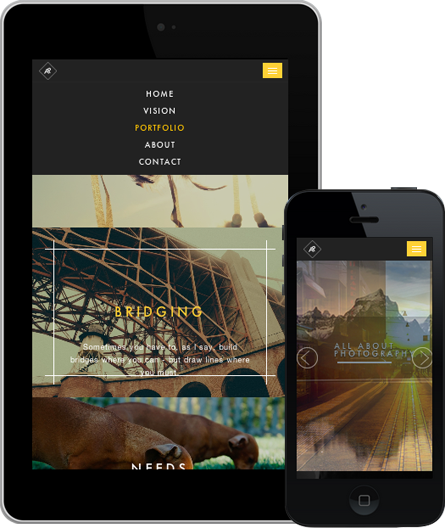 HOME
VISION
PORTFOLIO
ABOUT
CONTACT
BRIDGING
Sometimes you have to, as I say, build
bridges where you can - but draw lines where
you must.
NEEDS
ALL ABOUT
PHOTOGRAPHY